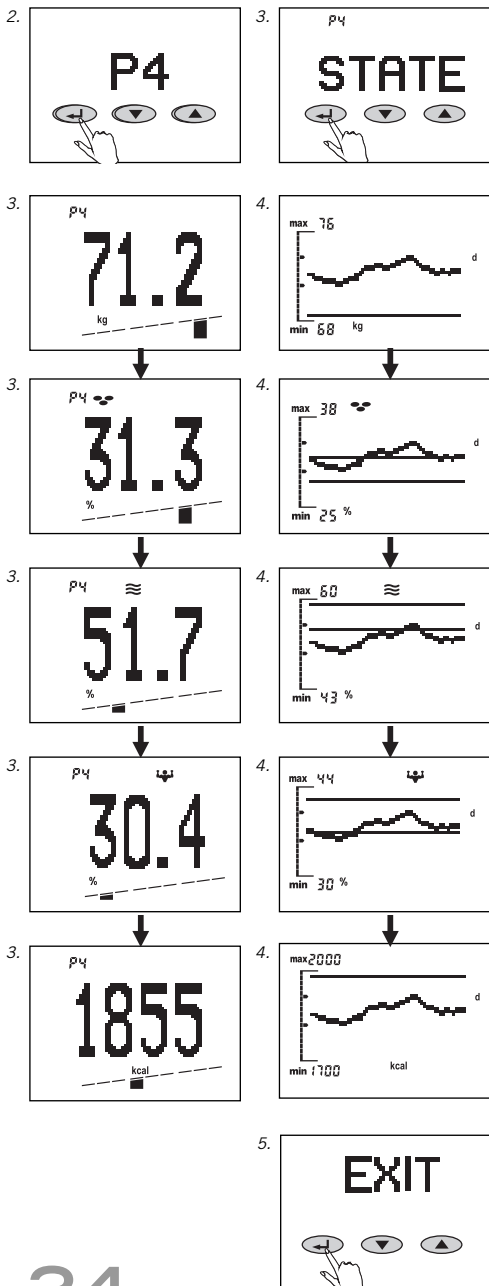 2.
P4
3.
P4
STATE
3.
P4
71.2
kg
4.
max 76
d
min 68 kg
3.
P4
31.3
%
4.
max 38
d
min 25 %
3.
P4
51.7
%
4.
max 60
d
min 43 %
3.
P4
30.4
%
4.
max 44
d
min 30 %
3.
P4
1855
kcal
4.
max 2000
d
min 1700 kcal
5.
EXIT